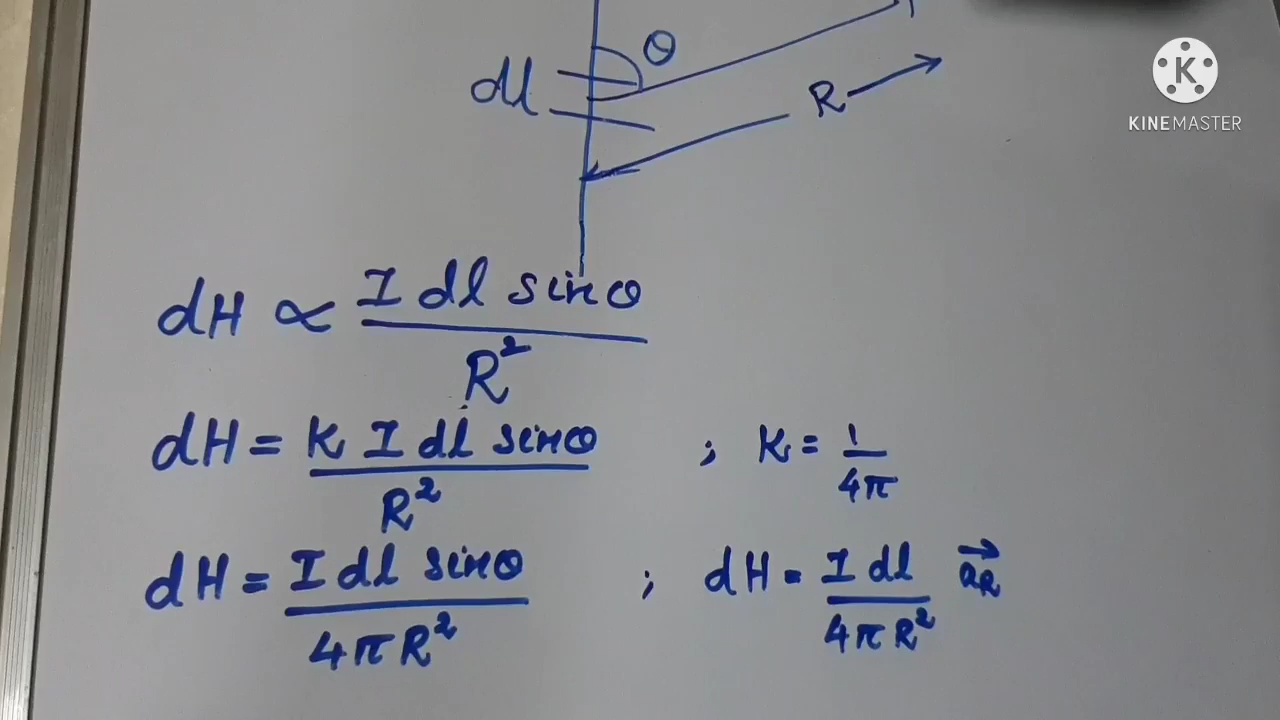 θ
dl
R
K
KINEMASTER
dH ∝ I dl sinθ / R²
dH = K I dl sinθ / R² ; K = 1 / 4π
dH = I dl sinθ / 4πR² ; dH = I dl / 4πR² a⃗_R